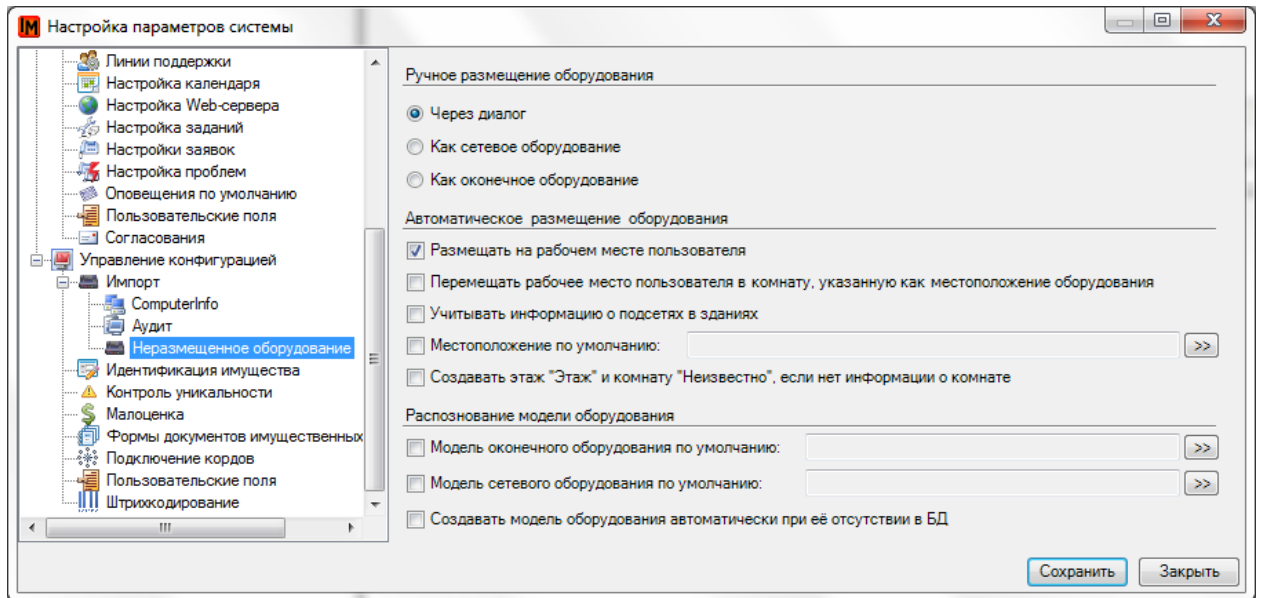 IM Настройка параметров системы
Линии поддержки
Настройка календаря
Настройка Web-сервера
Настройка заданий
Настройки заявок
Настройка проблем
Оповещения по умолчанию
Пользовательские поля
Согласования
Управление конфигурацией
Импорт
ComputerInfo
Аудит
Неразмещенное оборудование
Идентификация имущества
Контроль уникальности
Малоценка
Формы документов имущественных
Подключение кордов
Пользовательские поля
Штрихкодирование
Ручное размещение оборудования
Через диалог
Как сетевое оборудование
Как оконечное оборудование
Автоматическое размещение оборудования
Размещать на рабочем месте пользователя
Перемещать рабочее место пользователя в комнату, указанную как местоположение оборудования
Учитывать информацию о подсетях в зданиях
Местоположение по умолчанию: >>
Создавать этаж "Этаж" и комнату "Неизвестно", если нет информации о комнате
Распознование модели оборудования
Модель оконечного оборудования по умолчанию: >>
Модель сетевого оборудования по умолчанию: >>
Создавать модель оборудования автоматически при её отсутствии в БД
Сохранить Закрыть